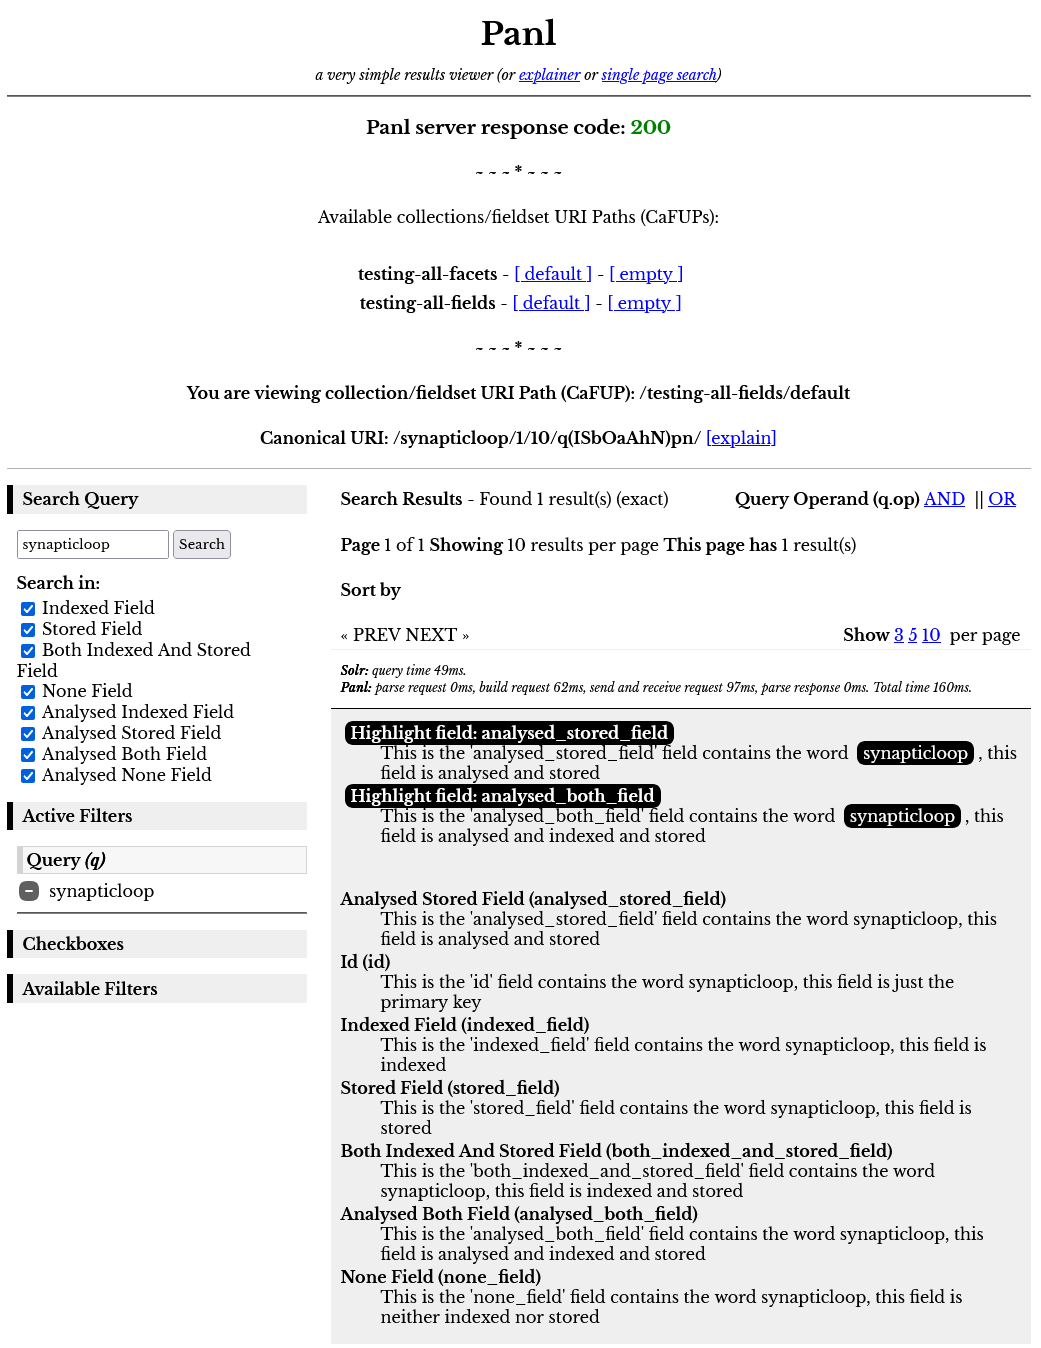 Panl
a very simple results viewer (or explainer or single page search)
Panl server response code: 200
~ ~ ~ * ~ ~ ~
Available collections/fieldset URI Paths (CaFUPs):
testing-all-facets - [ default ] - [ empty ]
testing-all-fields - [ default ] - [ empty ]
~ ~ ~ * ~ ~ ~
You are viewing collection/fieldset URI Path (CaFUP): /testing-all-fields/default
Canonical URI: /synapticloop/1/10/q(ISbOaAhN)pn/ [explain]
Search Query
synapticloop Search
Search in:
Indexed Field
Stored Field
Both Indexed And Stored
Field
None Field
Analysed Indexed Field
Analysed Stored Field
Analysed Both Field
Analysed None Field
Active Filters
Query (q)
synapticloop
Checkboxes
Available Filters
Search Results - Found 1 result(s) (exact) Query Operand (q.op) AND || OR
Page 1 of 1 Showing 10 results per page This page has 1 result(s)
Sort by
« PREV NEXT » Show 3 5 10 per page
Solr: query time 49ms.
Panl: parse request 0ms, build request 62ms, send and receive request 97ms, parse response 0ms. Total time 160ms.
Highlight field: analysed_stored_field
This is the 'analysed_stored_field' field contains the word synapticloop , this
field is analysed and stored
Highlight field: analysed_both_field
This is the 'analysed_both_field' field contains the word synapticloop , this
field is analysed and indexed and stored
Analysed Stored Field (analysed_stored_field)
This is the 'analysed_stored_field' field contains the word synapticloop, this
field is analysed and stored
Id (id)
This is the 'id' field contains the word synapticloop, this field is just the
primary key
Indexed Field (indexed_field)
This is the 'indexed_field' field contains the word synapticloop, this field is
indexed
Stored Field (stored_field)
This is the 'stored_field' field contains the word synapticloop, this field is
stored
Both Indexed And Stored Field (both_indexed_and_stored_field)
This is the 'both_indexed_and_stored_field' field contains the word
synapticloop, this field is indexed and stored
Analysed Both Field (analysed_both_field)
This is the 'analysed_both_field' field contains the word synapticloop, this
field is analysed and indexed and stored
None Field (none_field)
This is the 'none_field' field contains the word synapticloop, this field is
neither indexed nor stored